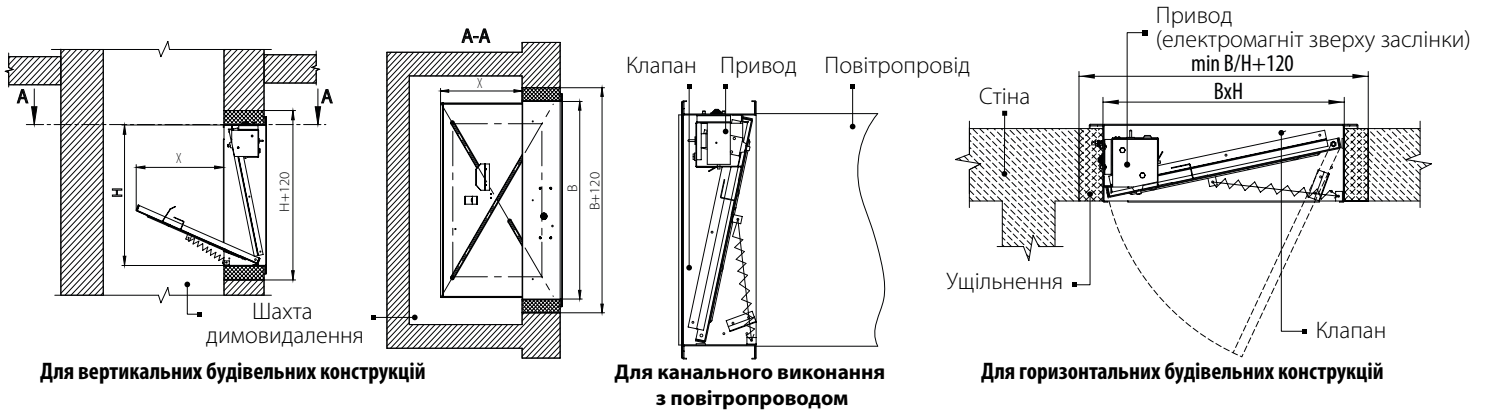 A-A
A
A
X
H
H+120
X
B
B+120
Шахта
димовидалення
Для вертикальних будівельних конструкцій
Клапан
Привод
Повітропровід
Для канального виконання
з повітропроводом
Привод
(електромагніт зверху заслінки)
min B/H+120
BxH
Стіна
Ущільнення
Клапан
Для горизонтальних будівельних конструкцій